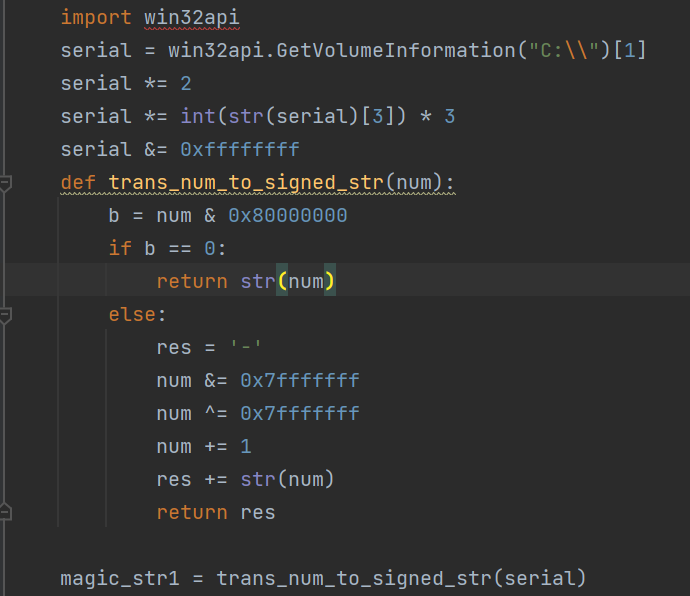 import win32api
serial = win32api.GetVolumeInformation("C:\\")[1]
serial *= 2
serial *= int(str(serial)[3]) * 3
serial &= 0xffffffff
def trans_num_to_signed_str(num):
    b = num & 0x80000000
    if b == 0:
        return str(num)
    else:
        res = '-'
        num &= 0x7fffffff
        num ^= 0x7fffffff
        num += 1
        res += str(num)
        return res

magic_str1 = trans_num_to_signed_str(serial)